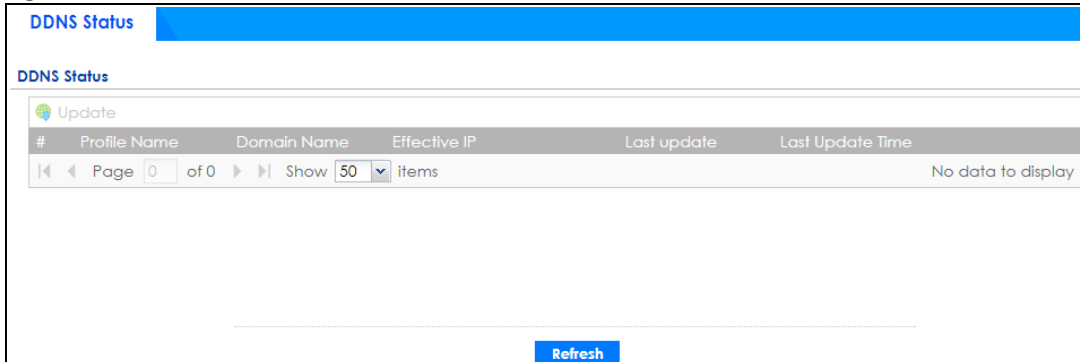 DDNS Status
DDNS Status
Update
# Profile Name Domain Name Effective IP Last update Last Update Time
Page 0 of 0 Show 50 items No data to display
Refresh